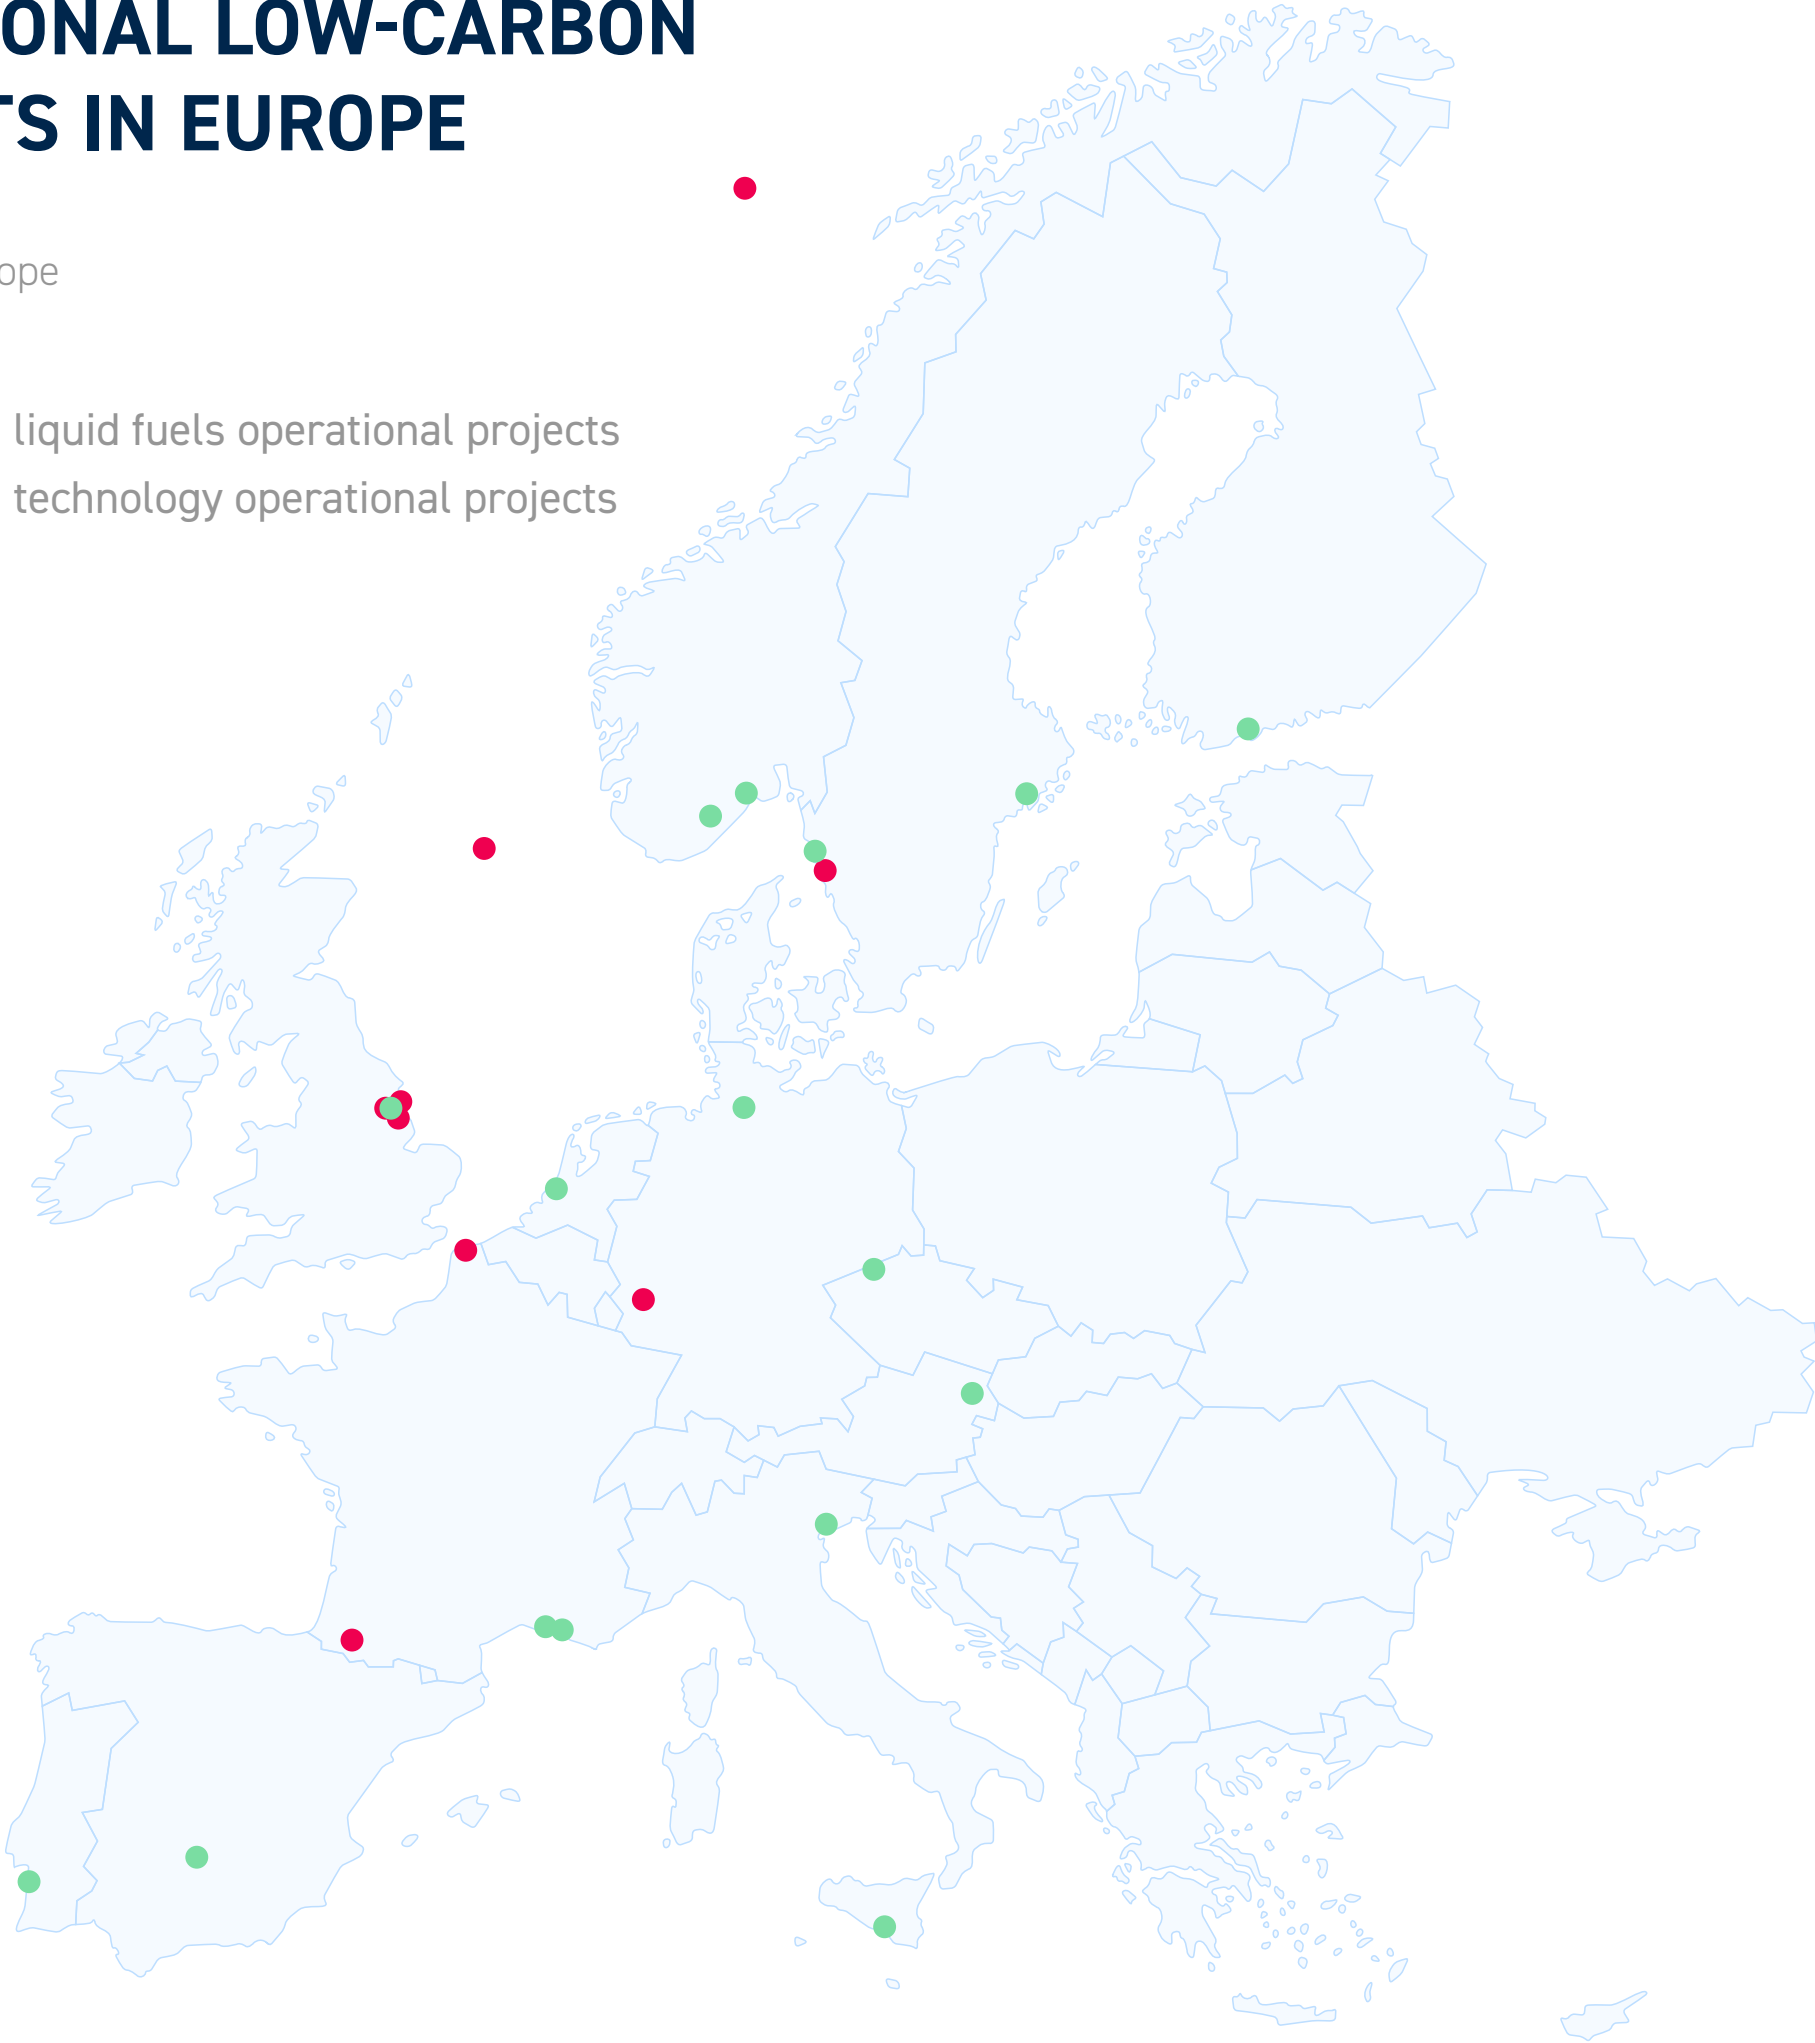 ONAL LOW-CARBON
TS IN EUROPE
ope
liquid fuels operational projects
technology operational projects